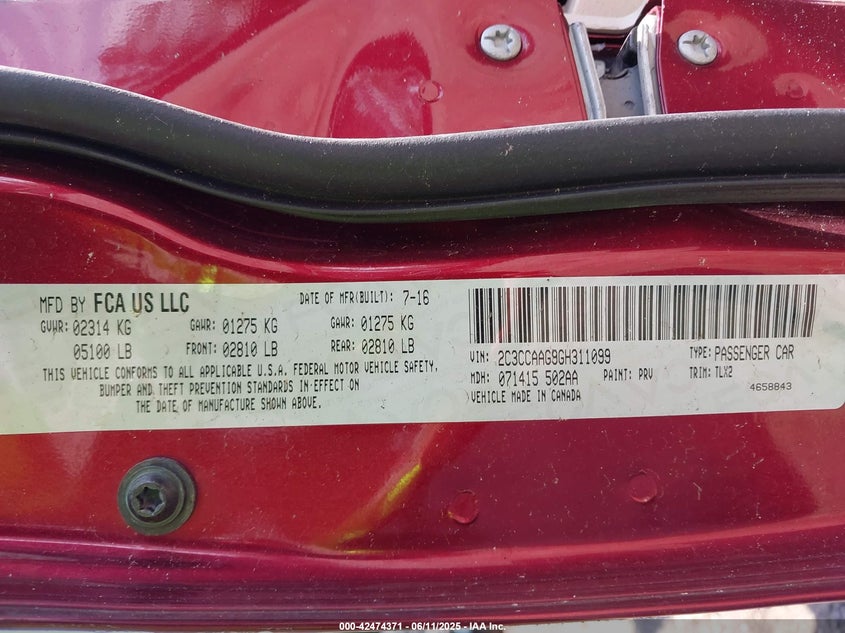 MFD BY FCA US LLC DATE OF MFR(BUILT): 7-16
GVWR: 02314 KG GAWR: 01275 KG GAWR: 01275 KG
05100 LB FRONT: 02810 LB REAR: 02810 LB
THIS VEHICLE CONFORMS TO ALL APPLICABLE U.S.A. FEDERAL MOTOR VEHICLE SAFETY,
BUMPER AND THEFT PREVENTION STANDARDS IN EFFECT ON
THE DATE OF MANUFACTURE SHOWN ABOVE.
VIN: 2C3CCAAG9GH311099 TYPE: PASSENGER CAR
MDH: 071415 502AA PAINT: PRV TRIM: TLX2
VEHICLE MADE IN CANADA 4658843
000-42474371 - 06/11/2025 - IAA Inc.